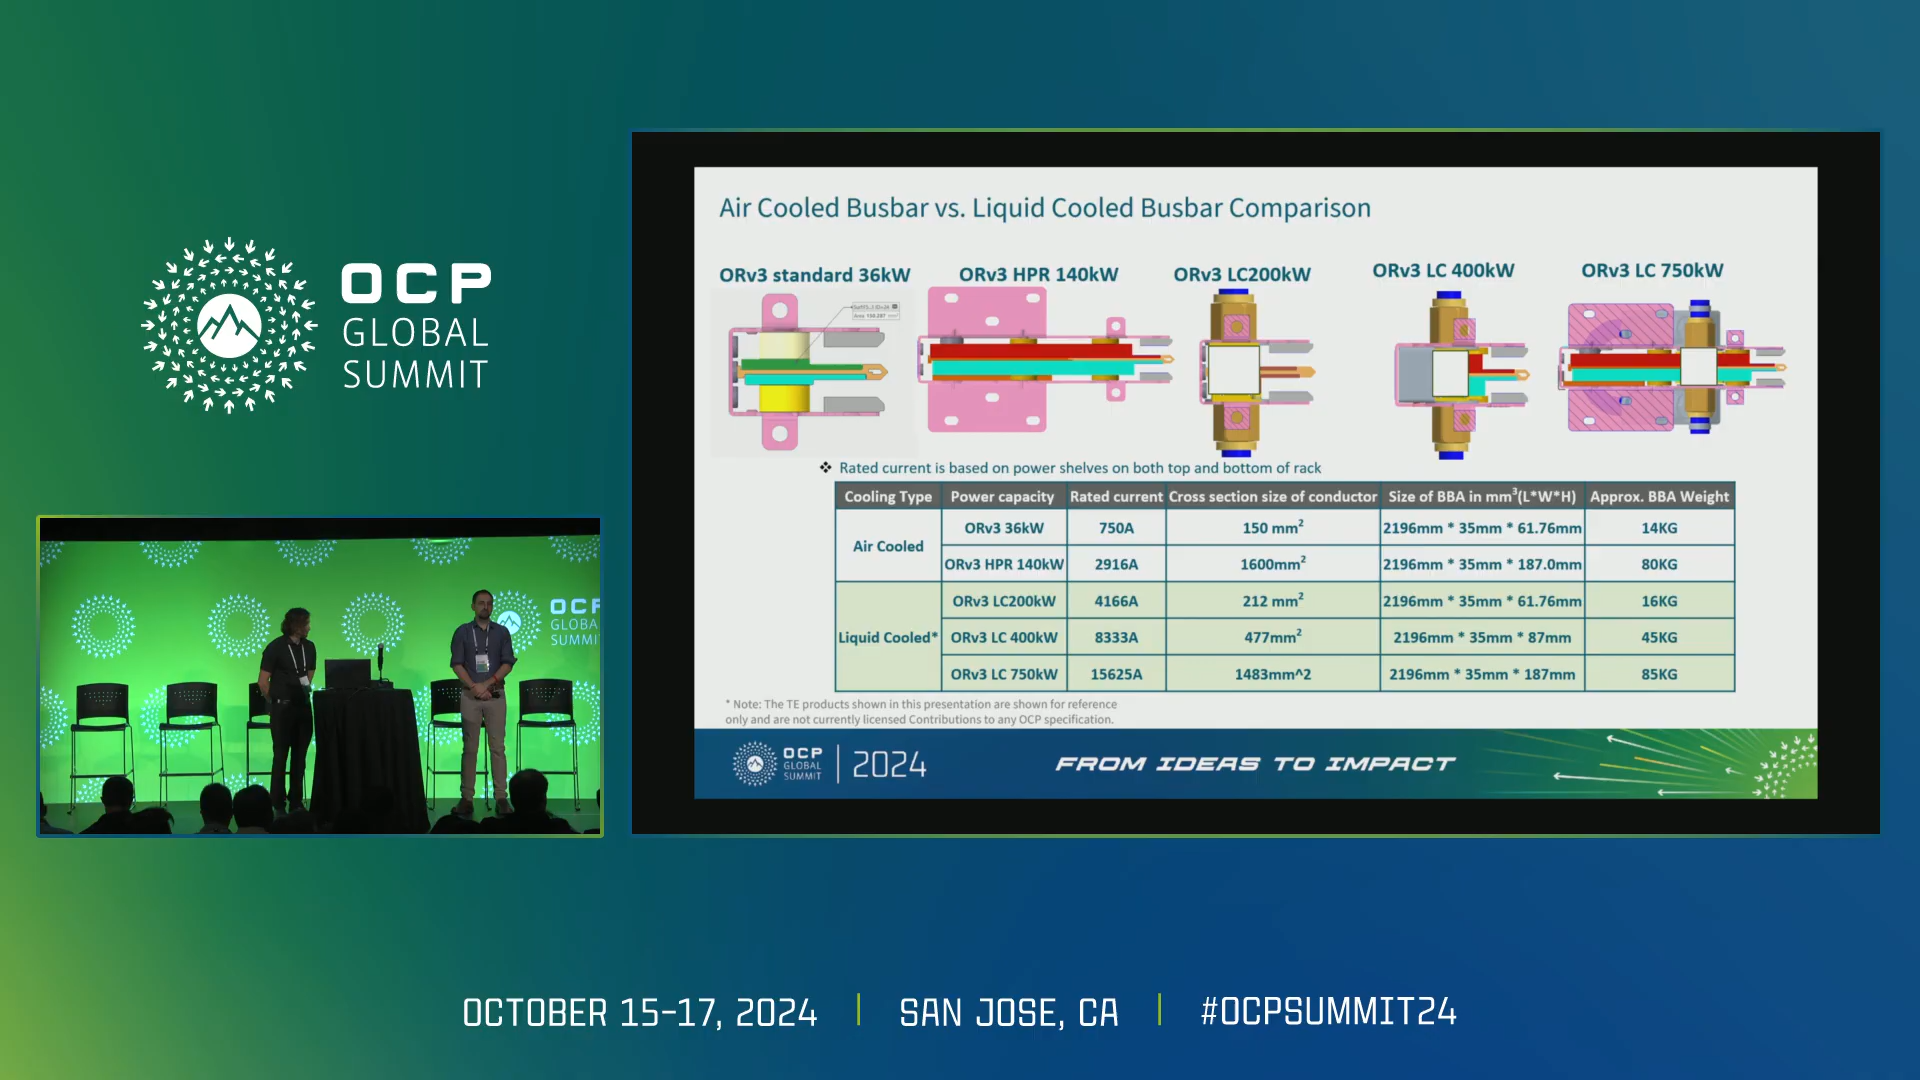 OCP
GLOBAL
SUMMIT
Air Cooled Busbar vs. Liquid Cooled Busbar Comparison
ORv3 standard 36kW
ORv3 HPR 140kW
ORv3 LC200kW
ORv3 LC 400kW
ORv3 LC 750kW
❖ Rated current is based on power shelves on both top and bottom of rack
Cooling Type Power capacity Rated current Cross section size of conductor Size of BBA in mm³(L*W*H) Approx. BBA Weight
Air Cooled
ORv3 36kW 750A 150 mm² 2196mm * 35mm * 61.76mm 14KG
ORv3 HPR 140kW 2916A 1600mm² 2196mm * 35mm * 187.0mm 80KG
Liquid Cooled*
ORv3 LC200kW 4166A 212 mm² 2196mm * 35mm * 61.76mm 16KG
ORv3 LC 400kW 8333A 477mm² 2196mm * 35mm * 87mm 45KG
ORv3 LC 750kW 15625A 1483mm^2 2196mm * 35mm * 187mm 85KG
* Note: The TE products shown in this presentation are shown for reference
only and are not currently licensed Contributions to any OCP specification.
OCP
GLOBAL
SUMMIT
2024
FROM IDEAS TO IMPACT
OCP
GLOBAL
SUMMIT
OCTOBER 15-17, 2024 | SAN JOSE, CA | #OCPSUMMIT24